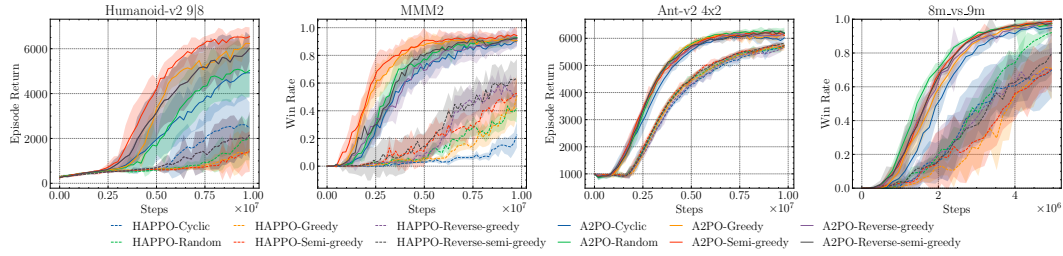 Humanoid-v2 9|8
MMM2
Ant-v2 4x2
8m_vs_9m
Episode Return
6000
4000
2000
0
0.00 0.25 0.50 0.75 1.00
Steps
×10^7
Win Rate
1.0
0.8
0.6
0.4
0.2
0.0
0.00 0.25 0.50 0.75 1.00
Steps
×10^7
Episode Return
6000
5000
4000
3000
2000
1000
0.00 0.25 0.50 0.75 1.00
Steps
×10^7
Win Rate
1.0
0.8
0.6
0.4
0.2
0.0
0 2 4
Steps
×10^6
HAPPO-Cyclic HAPPO-Greedy HAPPO-Reverse-greedy A2PO-Cyclic A2PO-Greedy A2PO-Reverse-greedy
HAPPO-Random HAPPO-Semi-greedy HAPPO-Reverse-semi-greedy A2PO-Random A2PO-Semi-greedy A2PO-Reverse-semi-greedy